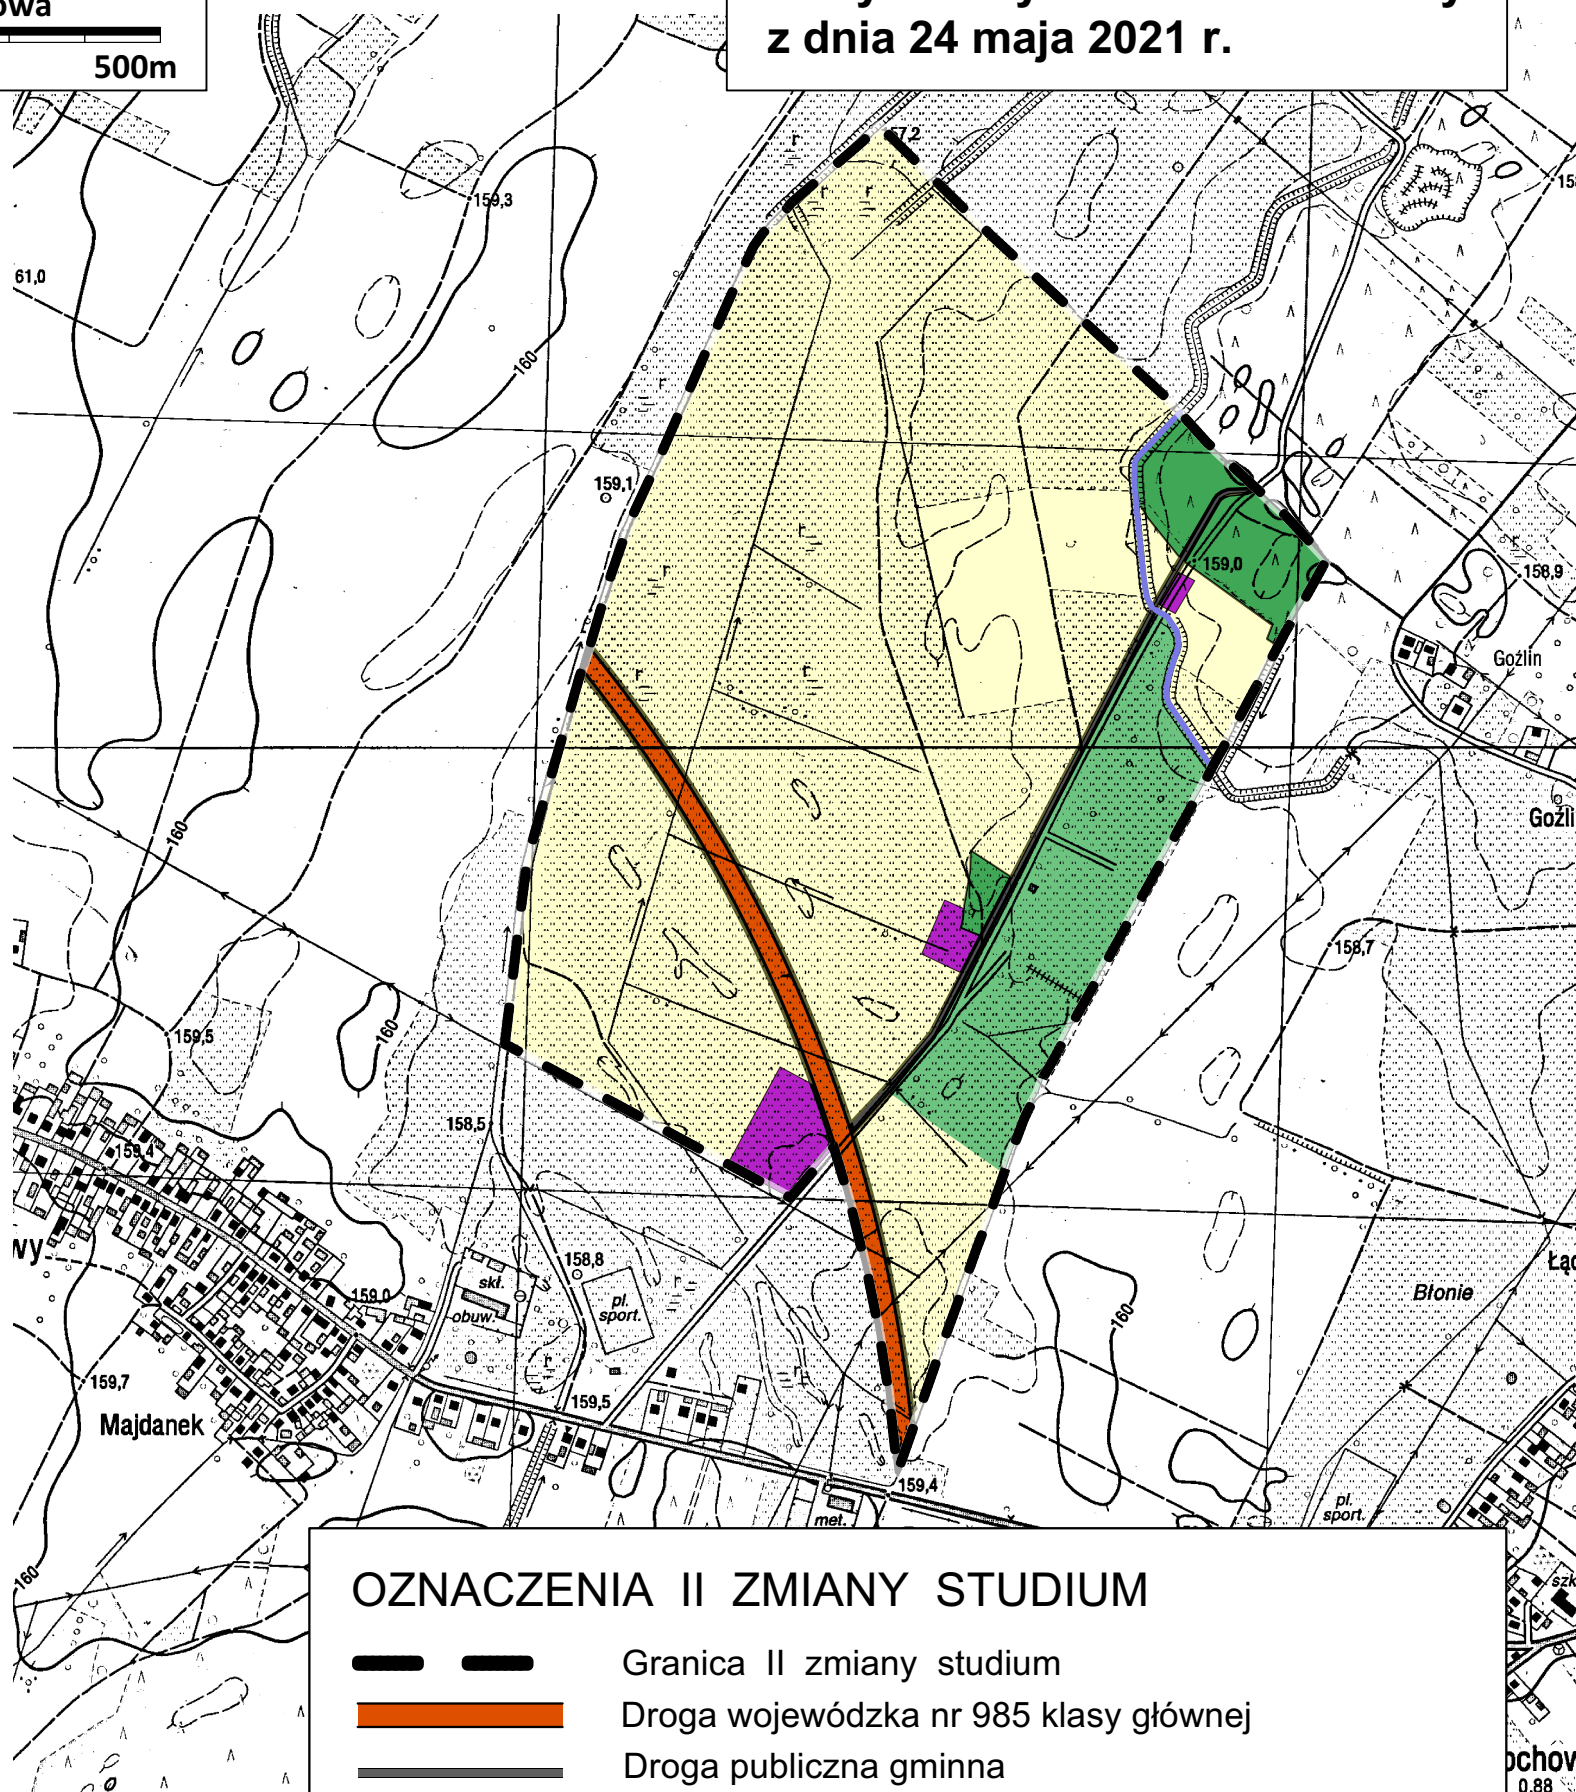 500m
z dnia 24 maja 2021 r.
159,3
61,0
160
159,1
159,0
158,9
Goźlin
160
158,7
159,5
160
158,5
159,4
158,8
skł.
obuw.
pl.
sport.
159,0
160
Błonie
159,7
159,5
Majdanek
159,4
met.
pl.
sport.
160
OZNACZENIA II ZMIANY STUDIUM
Granica II zmiany studium
Droga wojewódzka nr 985 klasy głównej
Droga publiczna gminna
0,88